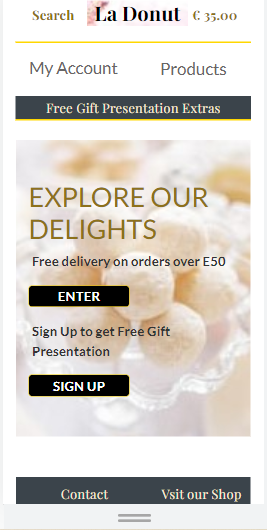 Search La Donut € 35.00
My Account Products
Free Gift Presentation Extras
EXPLORE OUR
DELIGHTS
Free delivery on orders over E50
ENTER
Sign Up to get Free Gift
Presentation
SIGN UP
Contact Vsit our Shop